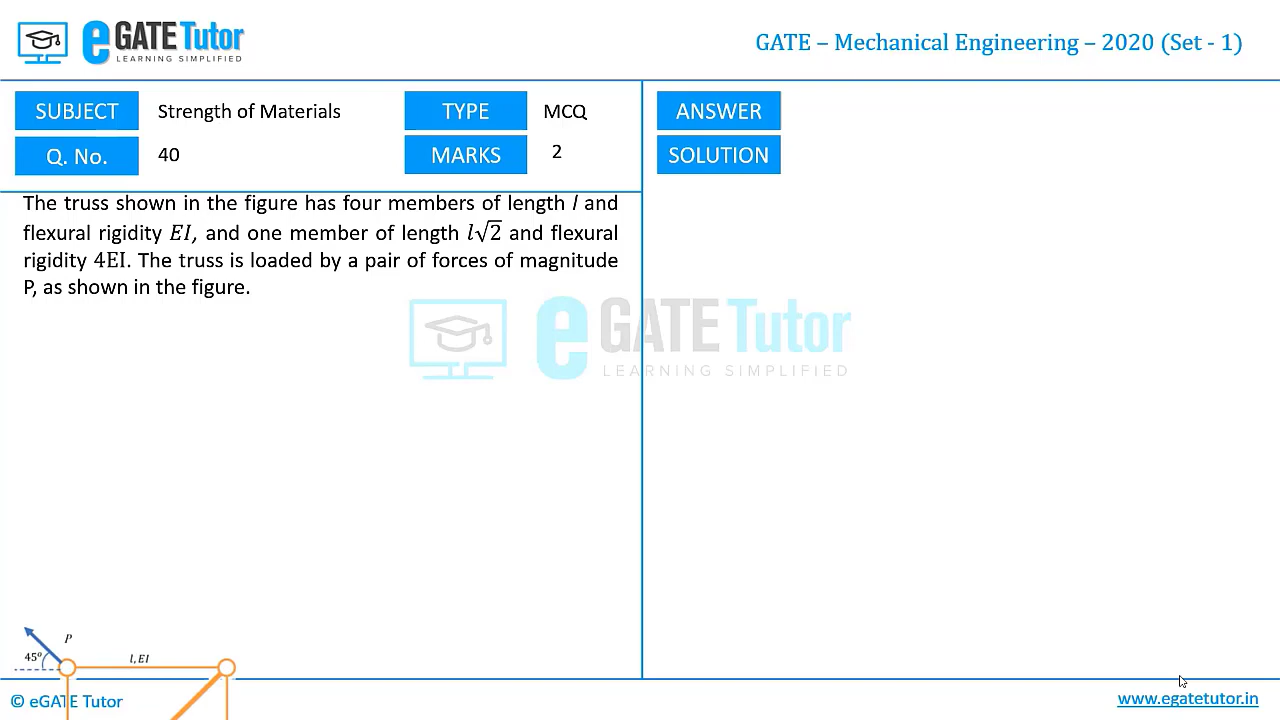 eGATE Tutor
LEARNING SIMPLIFIED
GATE – Mechanical Engineering – 2020 (Set - 1)
SUBJECT Strength of Materials TYPE MCQ
Q. No. 40 MARKS 2
ANSWER
SOLUTION
The truss shown in the figure has four members of length l and
flexural rigidity EI, and one member of length l√2 and flexural
rigidity 4EI. The truss is loaded by a pair of forces of magnitude
P, as shown in the figure.
eGATE Tutor
LEARNING SIMPLIFIED
P
45°
l, EI
© eGATE Tutor
www.egatetutor.in